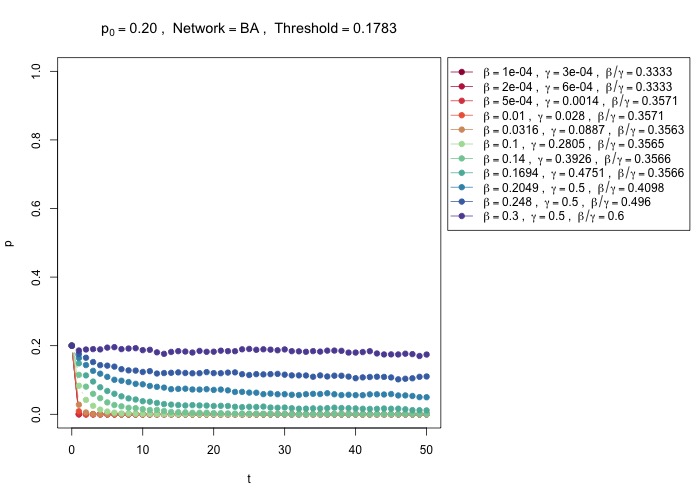 p0 = 0.20 , Network = BA , Threshold = 0.1783
1.0
0.8
0.6
0.4
0.2
0.0
p
0 10 20 30 40 50
t
β = 1e-04 , γ = 3e-04 , β/γ = 0.3333
β = 2e-04 , γ = 6e-04 , β/γ = 0.3333
β = 5e-04 , γ = 0.0014 , β/γ = 0.3571
β = 0.01 , γ = 0.028 , β/γ = 0.3571
β = 0.0316 , γ = 0.0887 , β/γ = 0.3563
β = 0.1 , γ = 0.2805 , β/γ = 0.3565
β = 0.14 , γ = 0.3926 , β/γ = 0.3566
β = 0.1694 , γ = 0.4751 , β/γ = 0.3566
β = 0.2049 , γ = 0.5 , β/γ = 0.4098
β = 0.248 , γ = 0.5 , β/γ = 0.496
β = 0.3 , γ = 0.5 , β/γ = 0.6